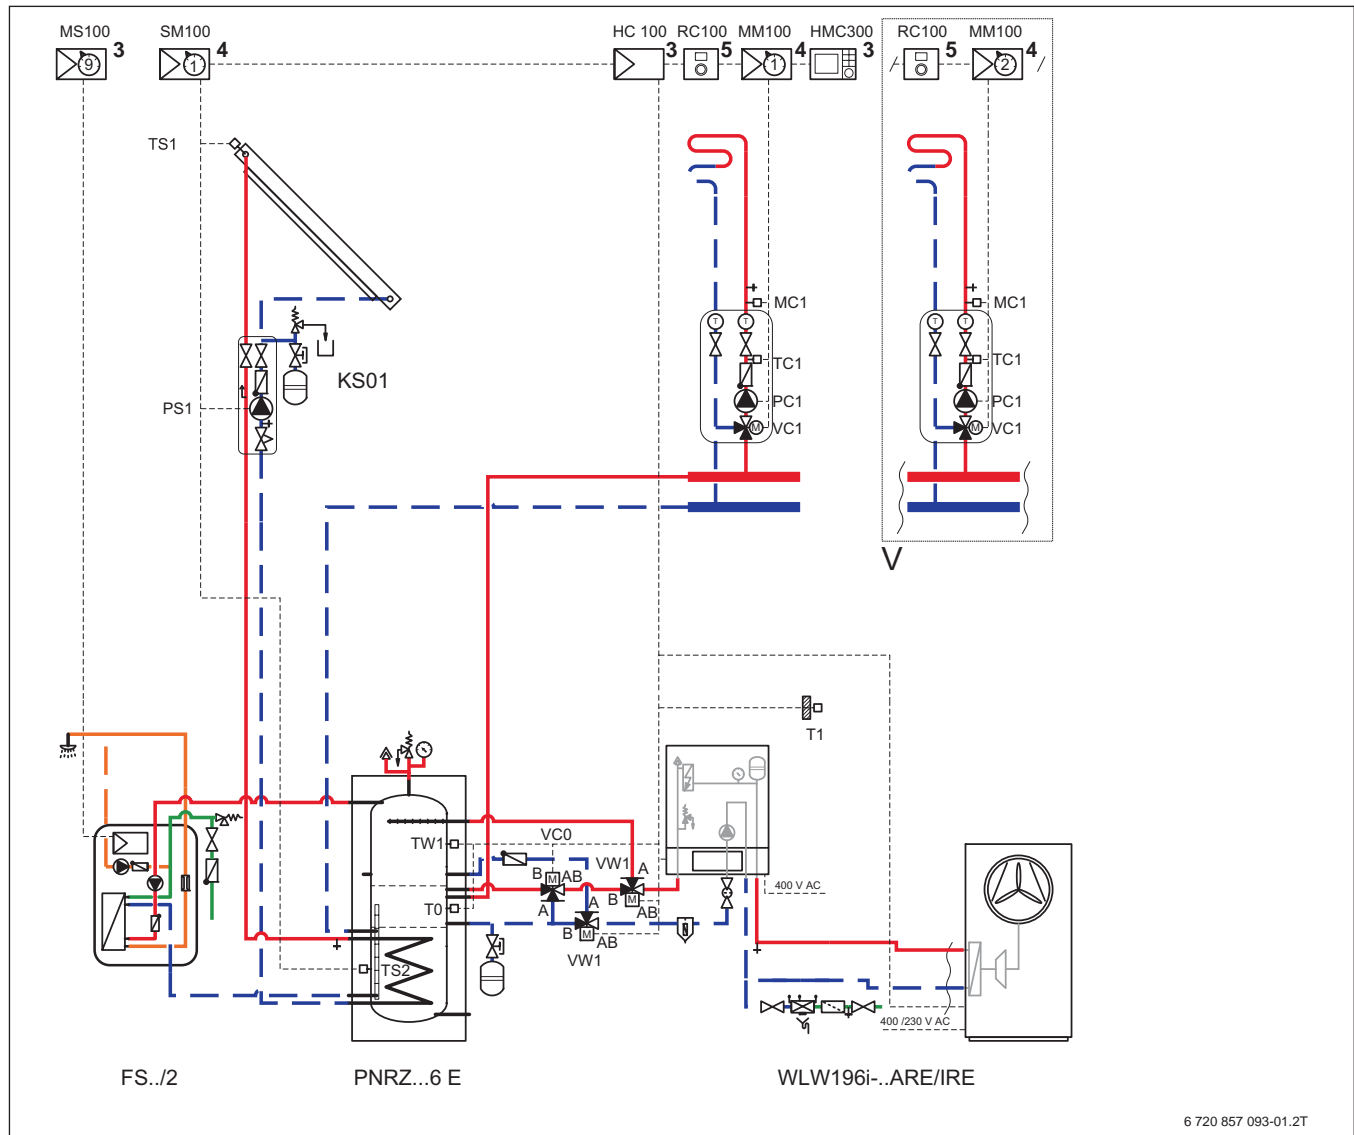 MS100
3
9
SM100
4
1
HC 100
3
RC100
5
MM100
4
1
HMC300
3
RC100
5
MM100
4
2
TS1
MC1
MC1
T
T
T
T
KS01
TC1
TC1
PS1
PC1
PC1
M
VC1
M
VC1
V
T1
TW1
VC0
VW1
B
M
AB
A
B
M
AB
A
T0
A
B
M
AB
VW1
400 V AC
TS2
400 /230 V AC
FS../2
PNRZ...6 E
WLW196i-..ARE/IRE
6 720 857 093-01.2T